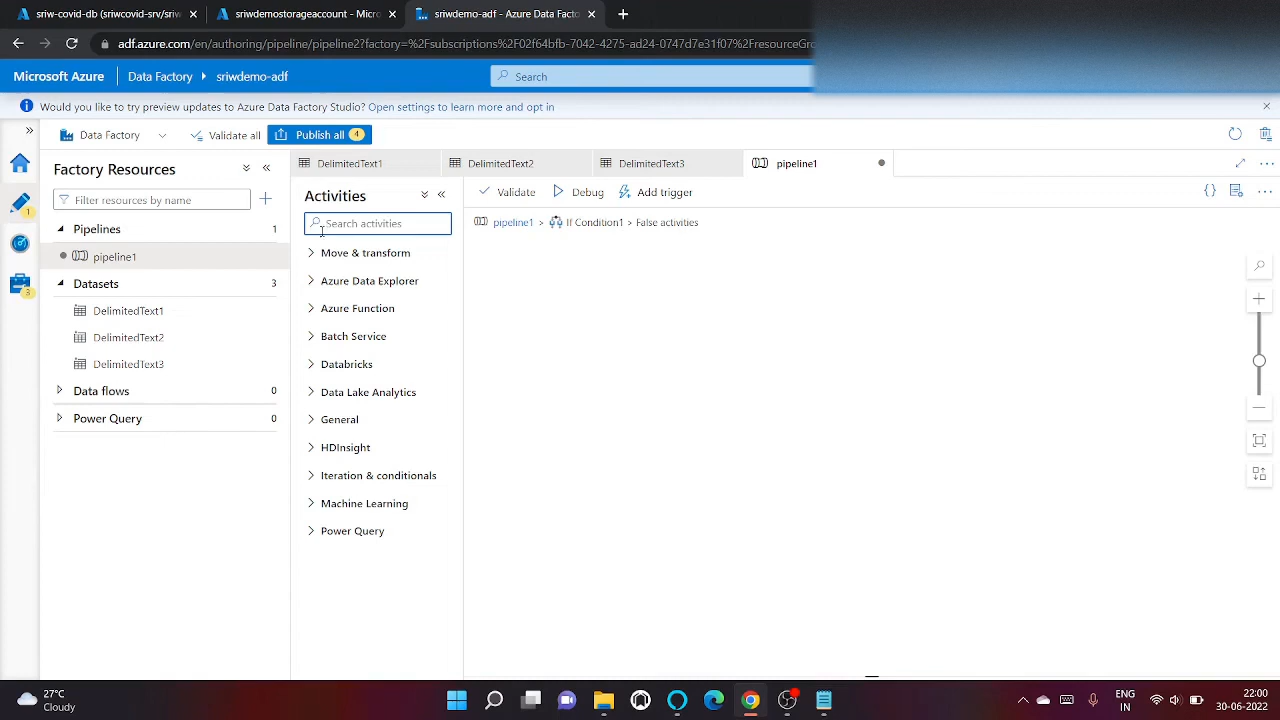 sriw-covid-db (sriwcovid-srv/sriw
sriwdemostorageaccount - Micro
sriwdemo-adf - Azure Data Facto
adf.azure.com/en/authoring/pipeline/pipeline2?factory=%2Fsubscriptions%2F02f64bfb-7042-4275-ad24-0747d7e31f07%2FresourceGro
Microsoft Azure
Data Factory
sriwdemo-adf
Search
Would you like to try preview updates to Azure Data Factory Studio? Open settings to learn more and opt in
Data Factory
Validate all
Publish all 4
Factory Resources
Filter resources by name
Pipelines 1
pipeline1
Datasets 3
DelimitedText1
DelimitedText2
DelimitedText3
Data flows 0
Power Query 0
1
3
DelimitedText1
DelimitedText2
DelimitedText3
pipeline1
Activities
Search activities
Move & transform
Azure Data Explorer
Azure Function
Batch Service
Databricks
Data Lake Analytics
General
HDInsight
Iteration & conditionals
Machine Learning
Power Query
Validate
Debug
Add trigger
pipeline1 > If Condition1 > False activities
27°C
Cloudy
ENG
IN
22:00
30-06-2022